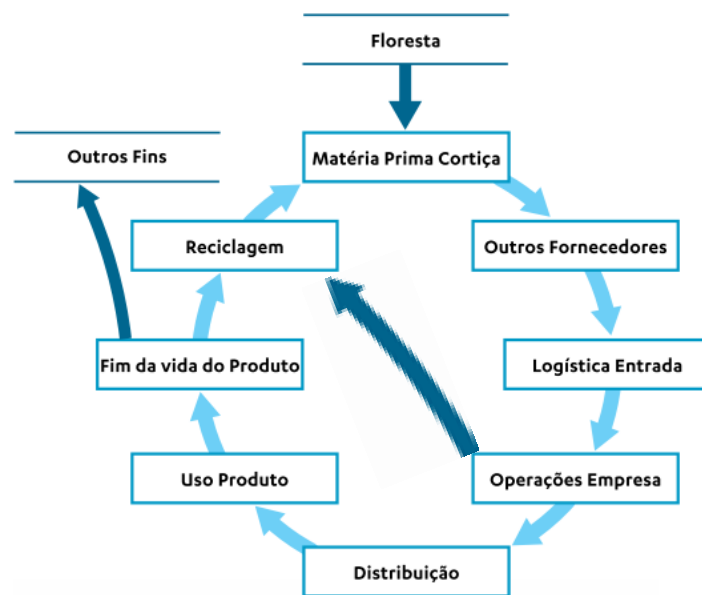 Floresta
Outros Fins
Matéria Prima Cortiça
Reciclagem
Outros Fornecedores
Fim da vida do Produto
Logística Entrada
Uso Produto
Operações Empresa
Distribuição